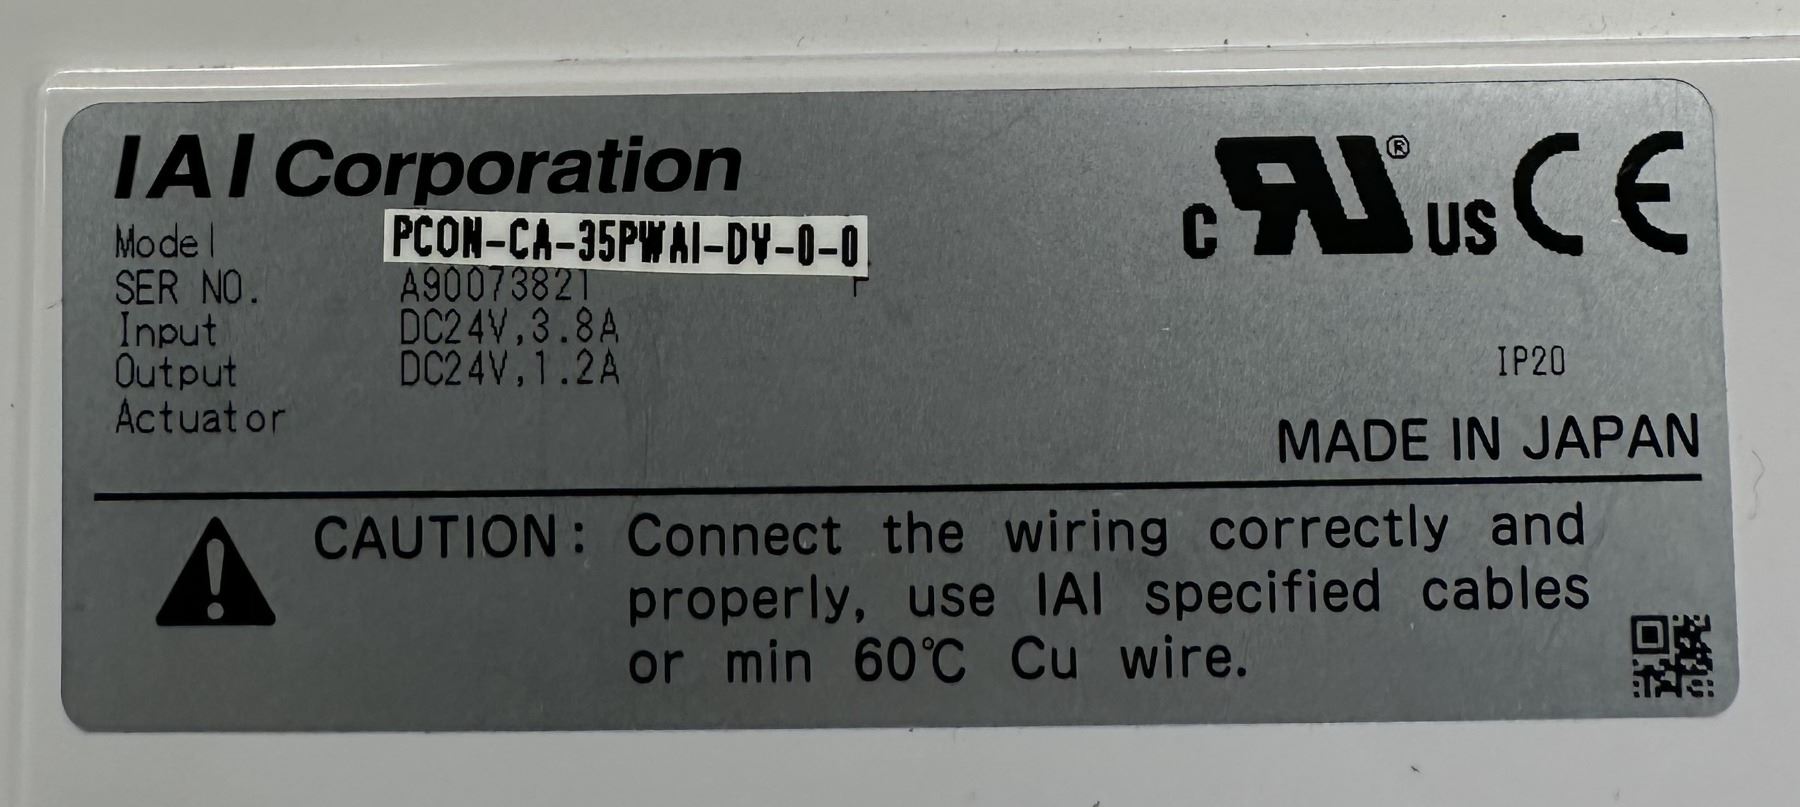 IAI Corporation
Model PCON-CA-35PWAI-DV-0-0
SER NO. A90073821
Input DC24V,3.8A
Output DC24V,1.2A
Actuator
c RU® US CE
IP20
MADE IN JAPAN
CAUTION: Connect the wiring correctly and
properly, use IAI specified cables
or min 60℃ Cu wire.